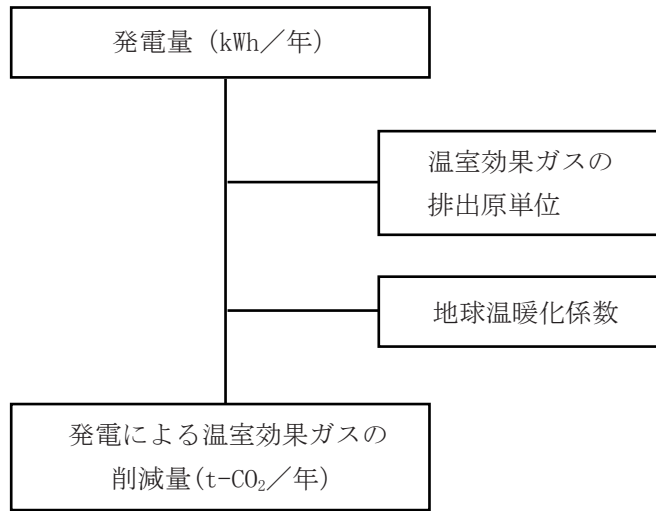 発電量（kWh／年）
温室効果ガスの
排出原単位
地球温暖化係数
発電による温室効果ガスの
削減量(t-CO₂／年)